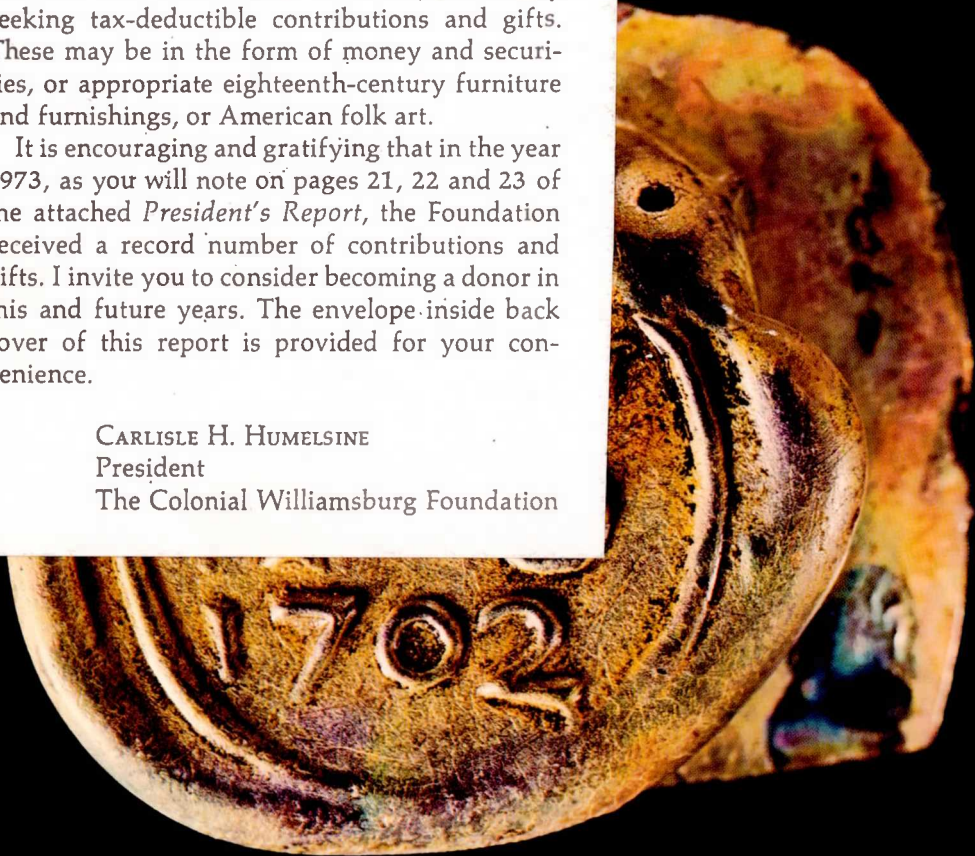 eeking tax-deductible contributions and gifts.
These may be in the form of money and securi-
ies, or appropriate eighteenth-century furniture
nd furnishings, or American folk art.
It is encouraging and gratifying that in the year
973, as you will note on pages 21, 22 and 23 of
he attached President's Report, the Foundation
eceived a record number of contributions and
ifts. I invite you to consider becoming a donor in
his and future years. The envelope inside back
over of this report is provided for your con-
enience.
CARLISLE H. HUMELSINE
President
The Colonial Williamsburg Foundation
1702